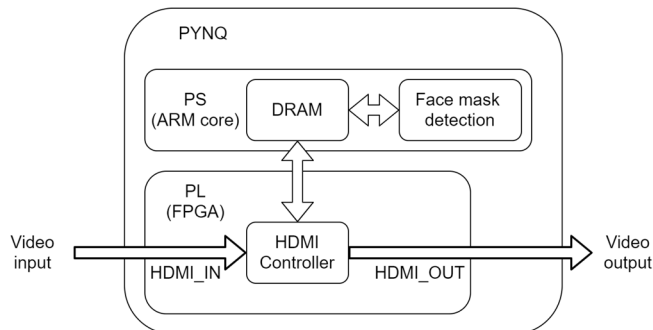 PYNQ
PS
(ARM core)
DRAM
Face mask
detection
PL
(FPGA)
Video
input
HDMI_IN
HDMI
Controller
HDMI_OUT
Video
output